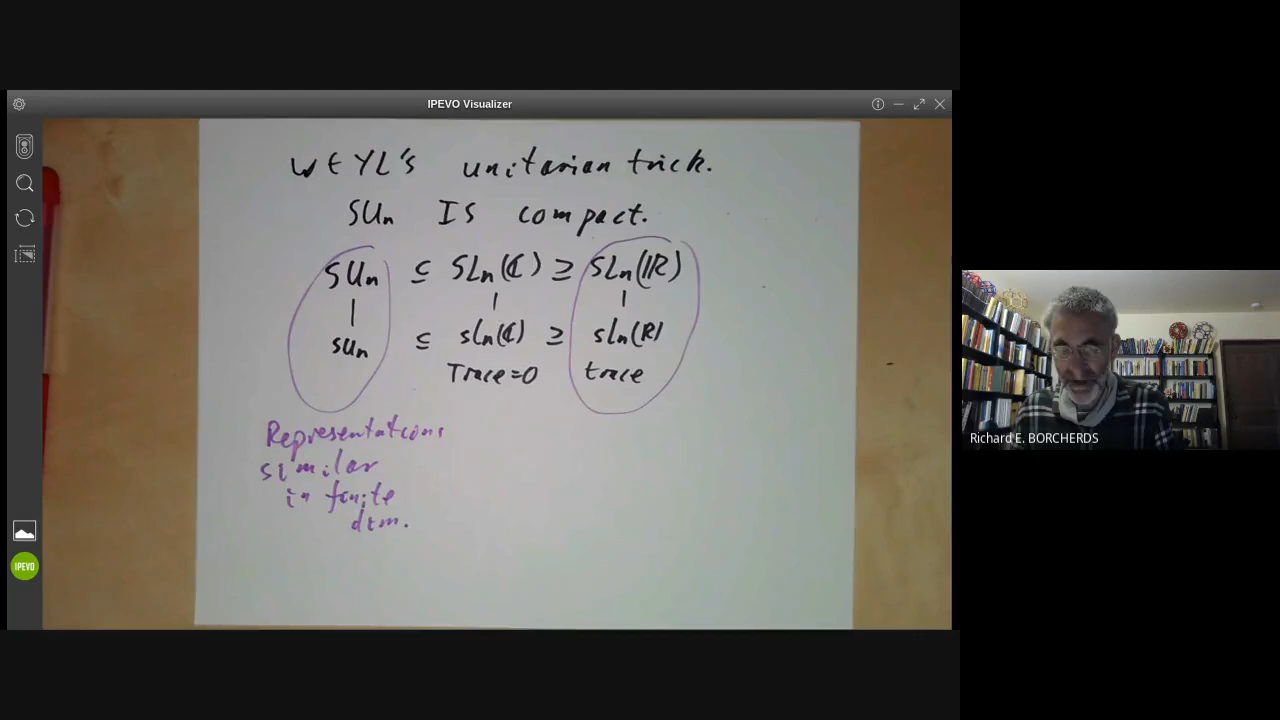 IPEVO Visualizer
WEYL'S unitarian trick.
SUn IS compact.
SUn ⊆ SLn(ℂ) ≥ SLn(ℝ)
sun ⊆ sln(ℂ) ≥ sln(ℝ)
Trace=0 trace
Representations
similar
in finite
dim.
IPEVO
Richard E. BORCHERDS